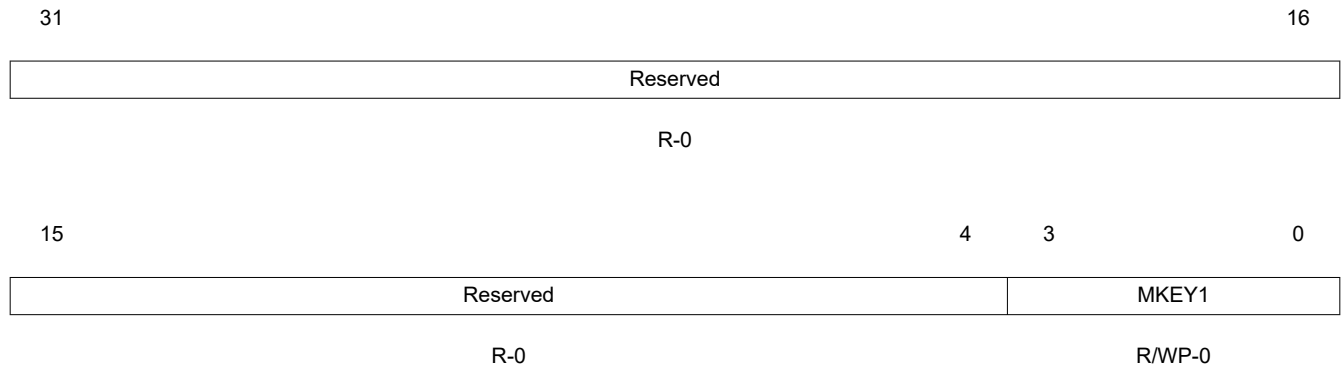 31 16
Reserved
R-0
15 4 3 0
Reserved MKEY1
R-0 R/WP-0